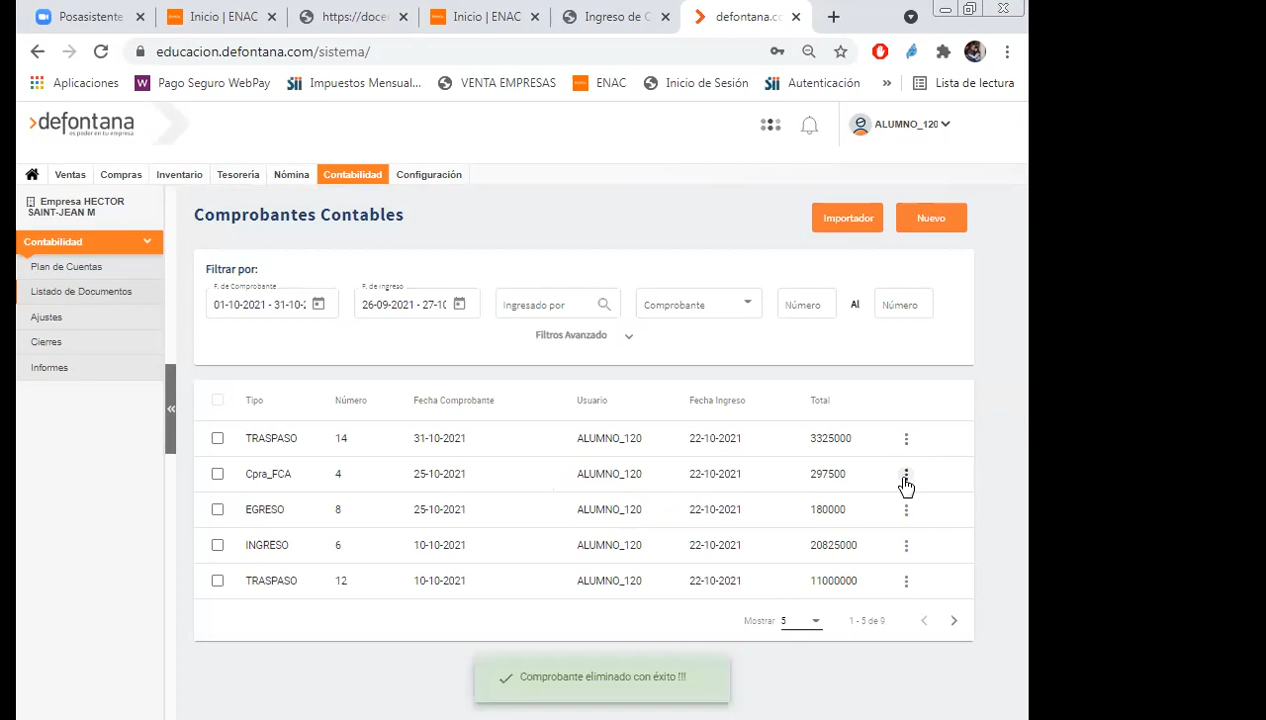 Posasistente
Inicio | ENAC
https://doce
Inicio | ENAC
Ingreso de C
defontana.cc
educacion.defontana.com/sistema/
Aplicaciones
Pago Seguro WebPay
Impuestos Mensual...
VENTA EMPRESAS
ENAC
Inicio de Sesión
Autenticación
»
Lista de lectura
defontana
es poder en tu empresa
ALUMNO_120
Ventas
Compras
Inventario
Tesorería
Nómina
Contabilidad
Configuración
Empresa HECTOR
SAINT-JEAN M
Contabilidad
Plan de Cuentas
Listado de Documentos
Ajustes
Cierres
Informes
«
Comprobantes Contables
Importador
Nuevo
Filtrar por:
F. de Comprobante
01-10-2021 - 31-10-2
F. de Ingreso
26-09-2021 - 27-10
Ingresado por
Comprobante
Número
Al
Número
Filtros Avanzado
Tipo Número Fecha Comprobante Usuario Fecha Ingreso Total
TRASPASO 14 31-10-2021 ALUMNO_120 22-10-2021 3325000
Cpra_FCA 4 25-10-2021 ALUMNO_120 22-10-2021 297500
EGRESO 8 25-10-2021 ALUMNO_120 22-10-2021 180000
INGRESO 6 10-10-2021 ALUMNO_120 22-10-2021 20825000
TRASPASO 12 10-10-2021 ALUMNO_120 22-10-2021 11000000
Mostrar 5 1 - 5 de 9
Comprobante eliminado con éxito !!!